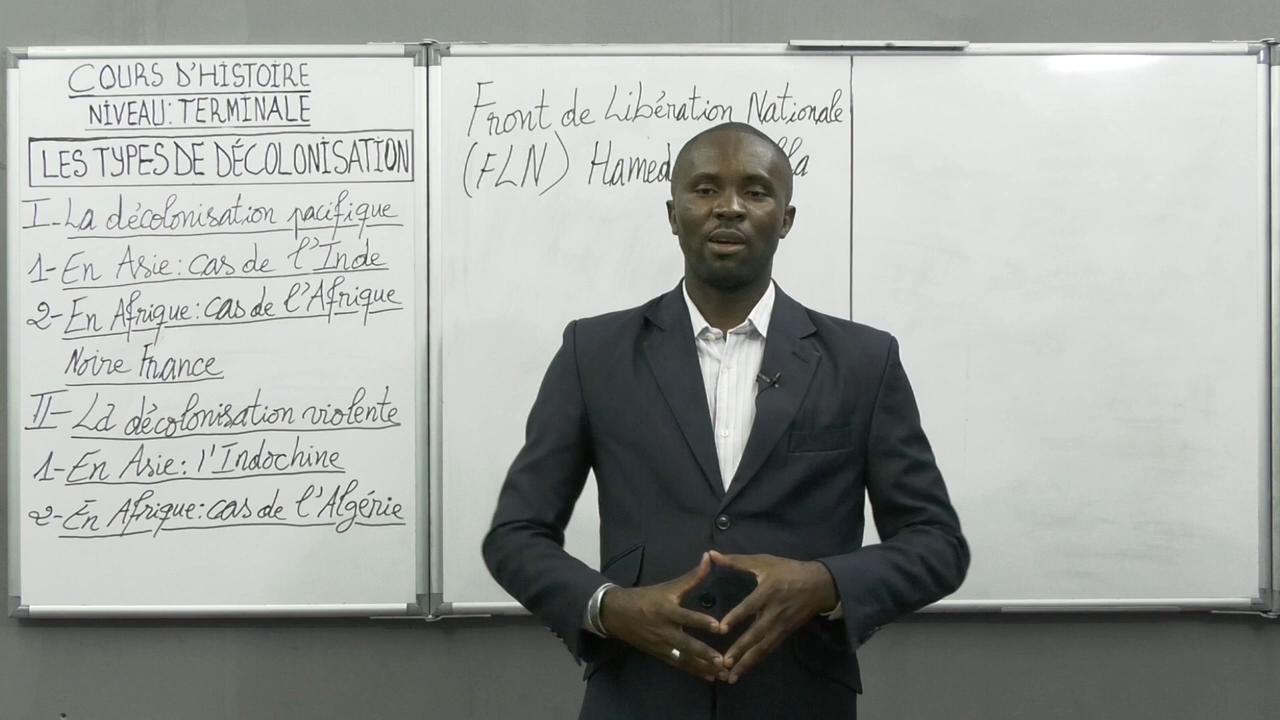 COURS D'HISTOIRE
NIVEAU: TERMINALE
LES TYPES DE DÉCOLONISATION
I-La décolonisation pacifique
1-En Asie: cas de l'Inde
2-En Afrique: cas de l'Afrique
Noire France
II-La décolonisation violente
1-En Asie: l'Indochine
2-En Afrique: cas de l'Algérie
Front de Libération Nationale
(FLN) Hamed